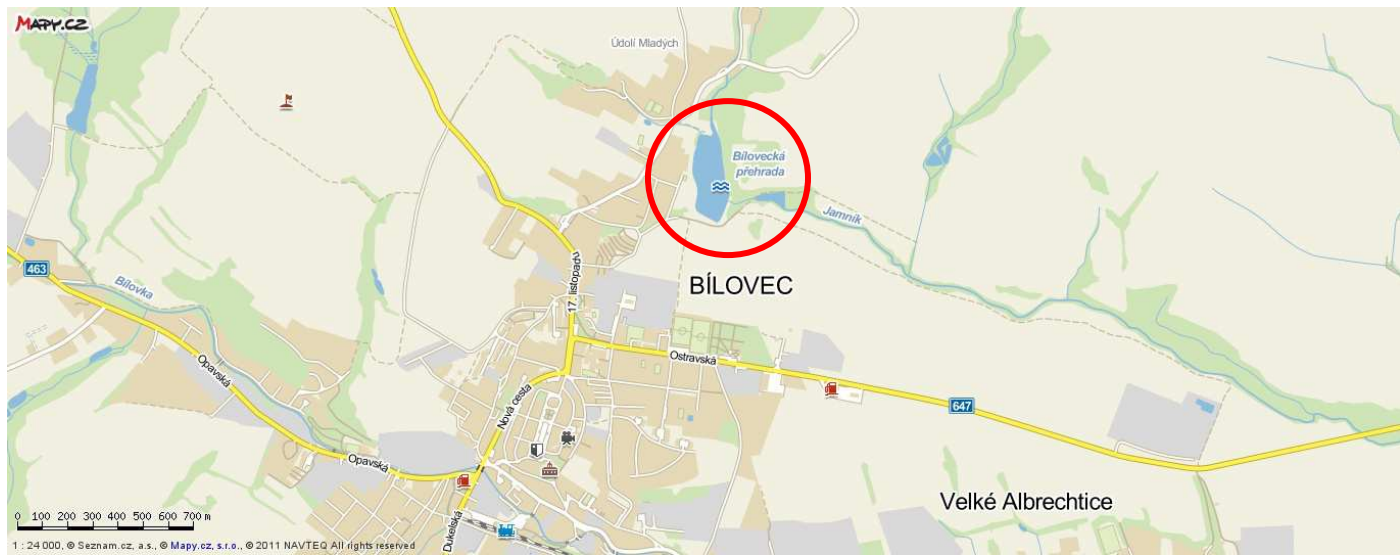 Mapy.cz
Údolí Mladých
Bílovecká
přehrada
Jamník
463
Bílovka
17. listopadu
BÍLOVEC
Opavská
Ostravská
Nová cesta
647
Opavská
Velké Albrechtice
Dukelská
0 100 200 300 400 500 600 700 m
1 : 24 000, © Seznam.cz, a.s., © Mapy.cz, s.r.o., © 2011 NAVTEQ All rights reserved